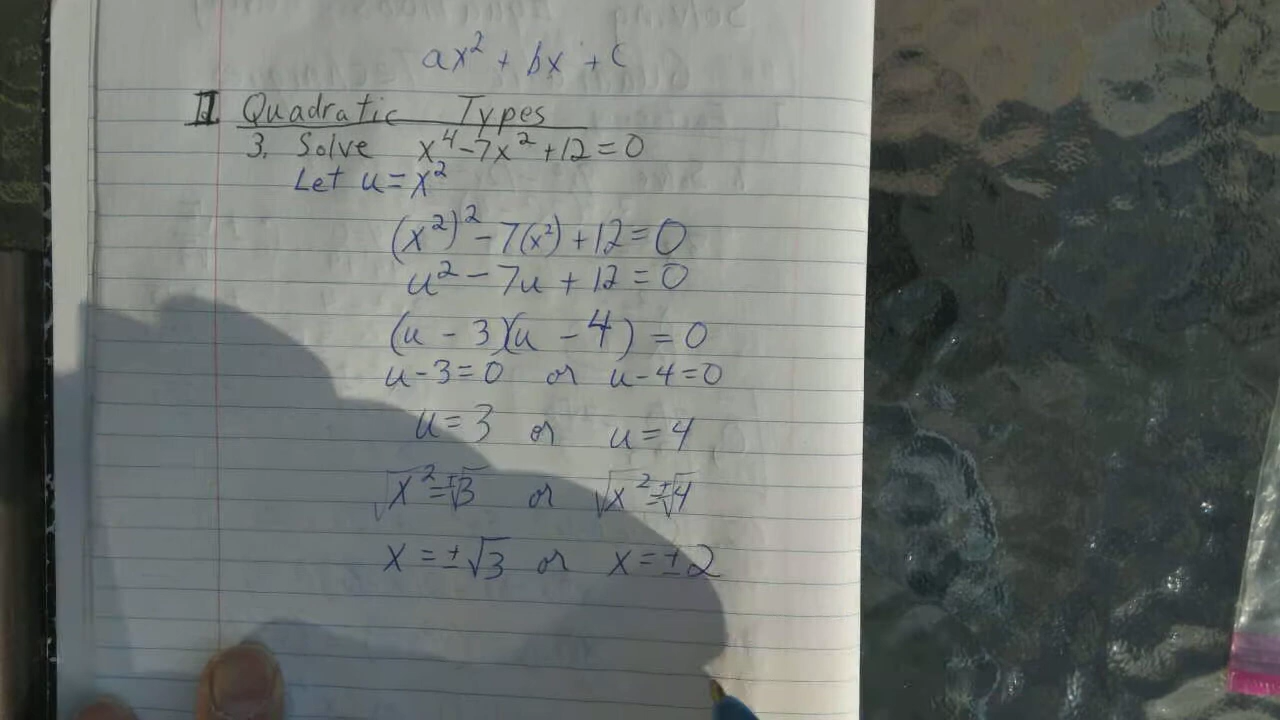 ax² + bx + C
II Quadratic Types
3. Solve x⁴-7x²+12=0
Let u=x²
(x²)²-7(x²)+12=0
u²-7u+12=0
(u-3)(u-4)=0
u-3=0 or u-4=0
u=3 or u=4
√x²=±√3 or √x²=±√4
x=±√3 or x=±2